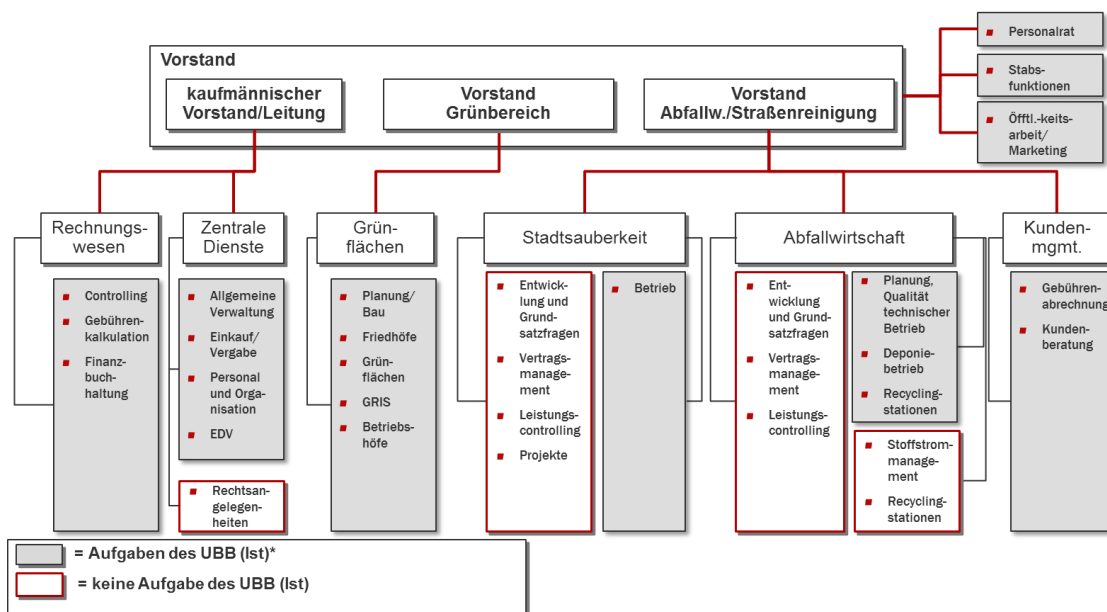 Vorstand
kaufmännischer
Vorstand/Leitung
Vorstand
Grünbereich
Vorstand
Abfallw./Straßenreinigung
Personalrat
Stabs-
funktionen
Öfftl.-keits-
arbeit/
Marketing
Rechnungs-
wesen
Zentrale
Dienste
Grün-
flächen
Stadtsauberkeit
Abfallwirtschaft
Kunden-
mgmt.
Controlling
Gebühren-
kalkulation
Finanz-
buch-
haltung
Allgemeine
Verwaltung
Einkauf/
Vergabe
Personal
und Orga-
nisation
EDV
Rechtsan-
gelegen-
heiten
Planung/
Bau
Friedhöfe
Grün-
flächen
GRIS
Betriebs-
höfe
Entwick-
lung und
Grund-
satzfragen
Vertrags-
management
Leistungs-
controlling
Projekte
Betrieb
Ent-
wicklung
und Grund-
satzfragen
Vertrags-
management
Leistungs-
controlling
Planung,
Qualität
technischer
Betrieb
Deponie-
betrieb
Recycling-
stationen
Stoffstrom-
manage-
ment
Recycling-
stationen
Gebühren-
abrechnung
Kunden-
beratung
= Aufgaben des UBB (Ist)*
= keine Aufgabe des UBB (Ist)